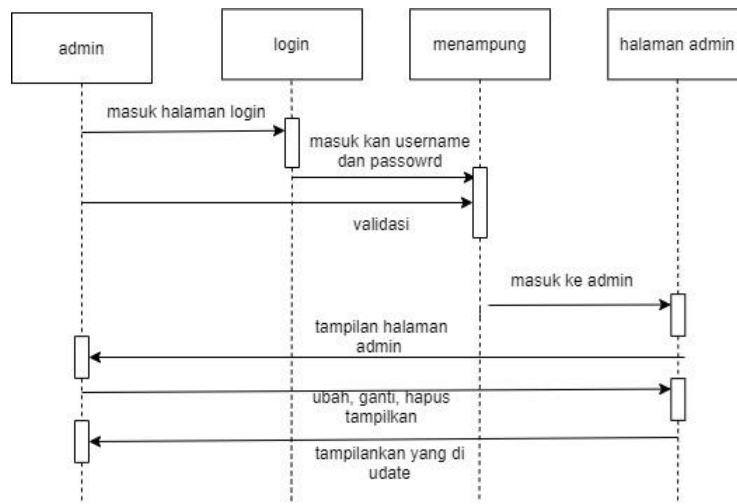 admin
login
menampung
halaman admin
masuk halaman login
masuk kan username
dan passowrd
validasi
masuk ke admin
tampilan halaman
admin
ubah, ganti, hapus
tampilkan
tampilankan yang di
udate